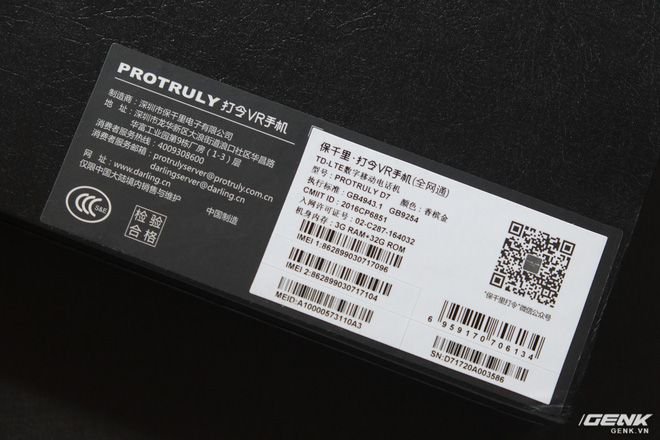 PROTRULY 打令VR手机
制造商：深圳市保千里电子有限公司
地 址：深圳市龙华新区大浪街道浪口社区华昌路
华富工业园第9栋厂房（1-3）层
消费者服务热线：4009308600
消费者服务邮箱：protrulyserver@protruly.com.cn
darlingserver@darling.cn
网 址：www.darling.cn
仅限中国大陆境内销售与维护
中国制造
CCC
S&E
检验
合格
保千里·打令VR手机(全网通)
TD-LTE数字移动电话机
型号：PROTRULY D7 颜色：香槟金
执行标准：GB4943.1 GB9254
CMIIT ID：2016CP6851
入网许可证号：02-C287-164032
机身内存：3G RAM+32G ROM
IMEI 1:862899030717096
IMEI 2:862899030717104
MEID:A10000573110A3
"保千里打令"微信公众号
6 959170 706134
SN:D71720A003586
GENK
GENK.VN